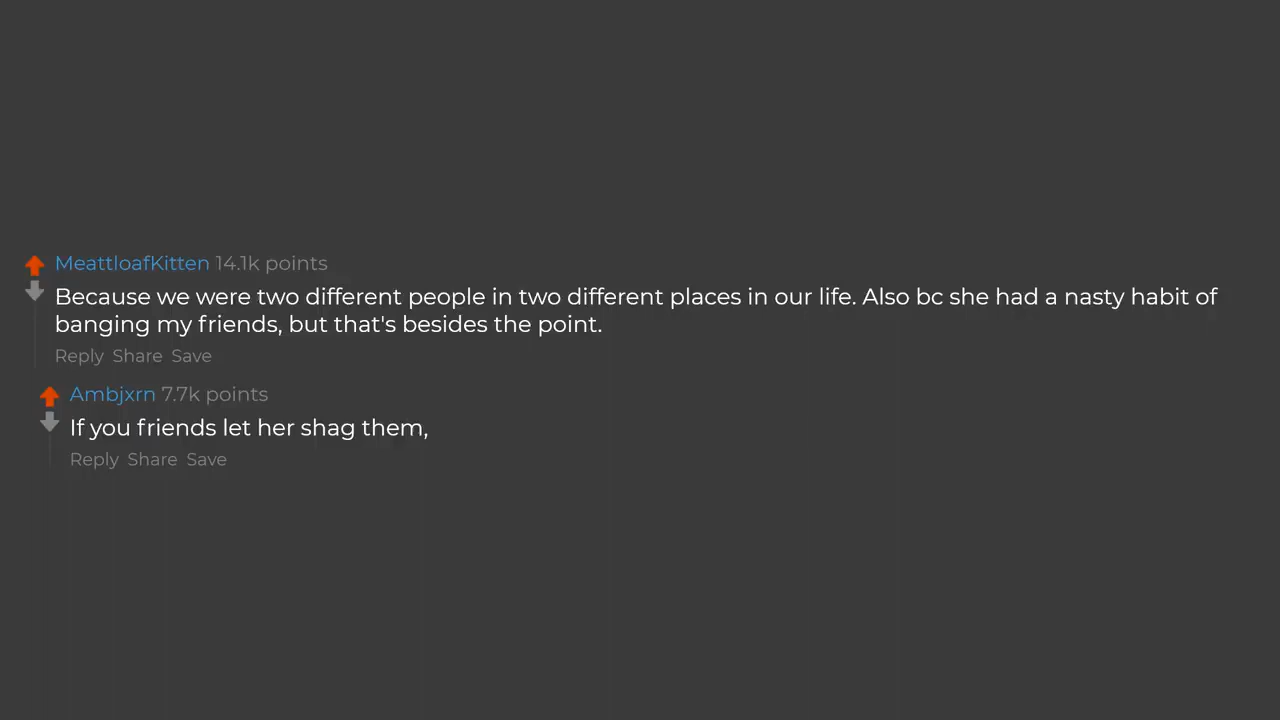 MeattloafKitten 14.1k points
Because we were two different people in two different places in our life. Also bc she had a nasty habit of
banging my friends, but that's besides the point.
Reply Share Save
Ambjxrn 7.7k points
If you friends let her shag them,
Reply Share Save